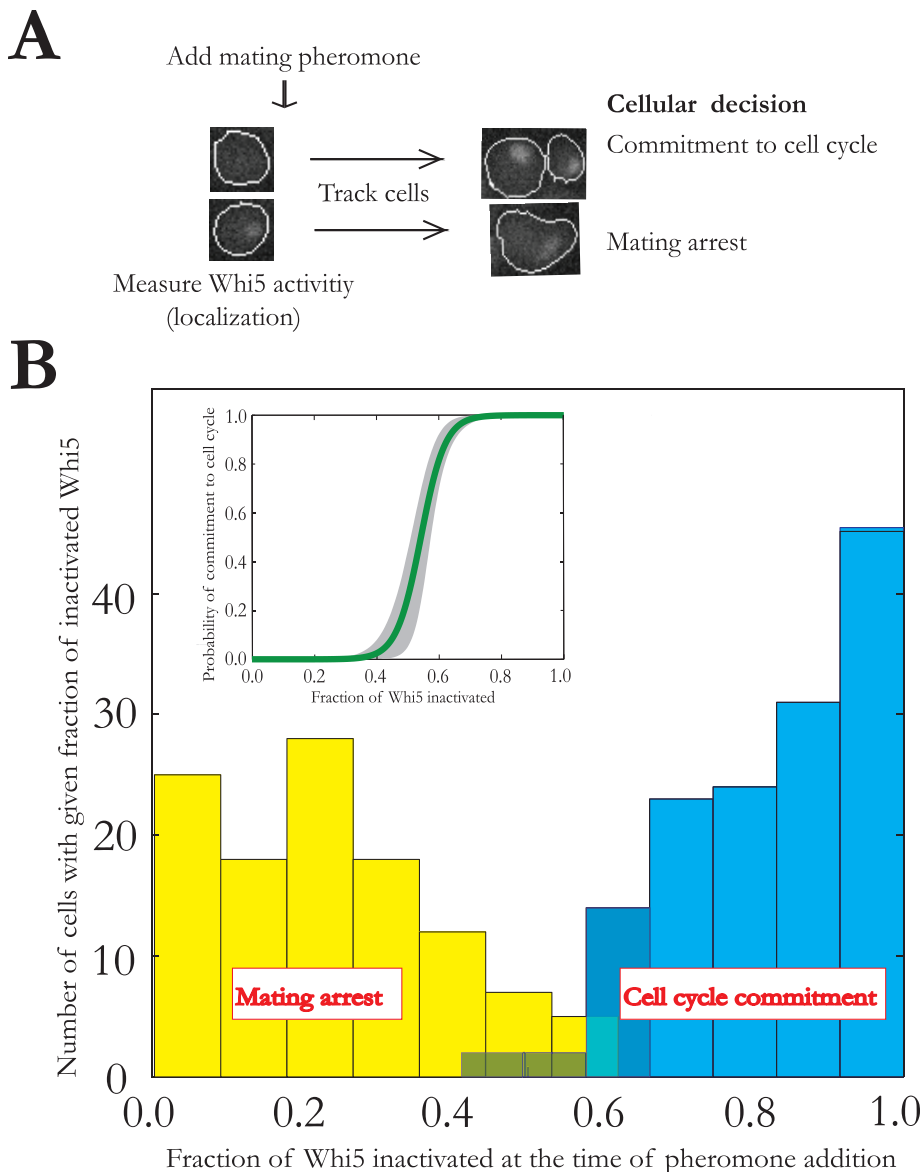 A
Add mating pheromone
Cellular decision
Commitment to cell cycle
Track cells
Mating arrest
Measure Whi5 activitiy
(localization)
B
Number of cells with given fraction of inactivated Whi5
40
30
20
10
0
Probability of commitment to cell cycle
1.0
0.8
0.6
0.4
0.2
0.0
0.0 0.2 0.4 0.6 0.8 1.0
Fraction of Whi5 inactivated
Mating arrest
Cell cycle commitment
0.0 0.2 0.4 0.6 0.8 1.0
Fraction of Whi5 inactivated at the time of pheromone addition